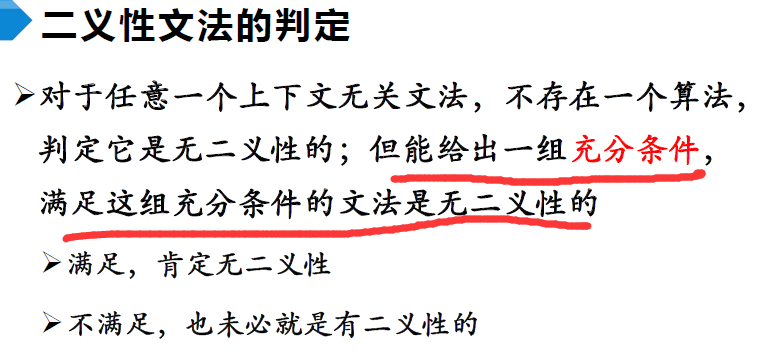 二义性文法的判定
➢对于任意一个上下文无关文法，不存在一个算法，
判定它是无二义性的；但能给出一组充分条件，
满足这组充分条件的文法是无二义性的
➢满足，肯定无二义性
➢不满足，也未必就是有二义性的